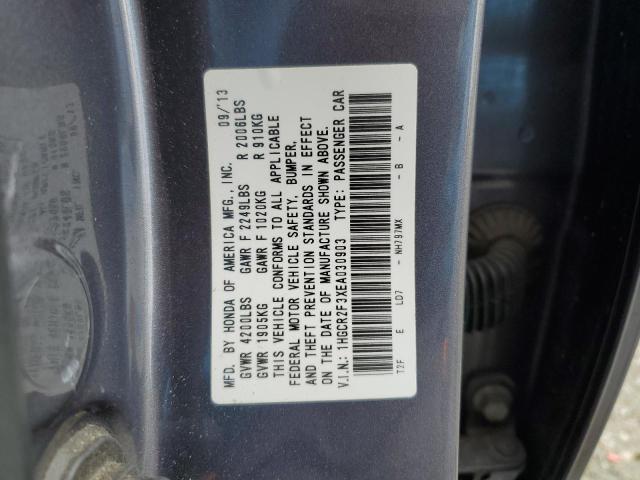 MFD. BY HONDA OF AMERICA MFG., INC. 09/13
GVWR 4200LBS GAWR F 2249LBS R 2006LBS
GVWR 1905KG GAWR F 1020KG R 910KG
THIS VEHICLE CONFORMS TO ALL APPLICABLE
FEDERAL MOTOR VEHICLE SAFETY, BUMPER,
AND THEFT PREVENTION STANDARDS IN EFFECT
ON THE DATE OF MANUFACTURE SHOWN ABOVE.
V.I.N.: 1HGCR2F3XEA030903 TYPE: PASSENGER CAR
T2F E LD7 - NH797MX - B - A